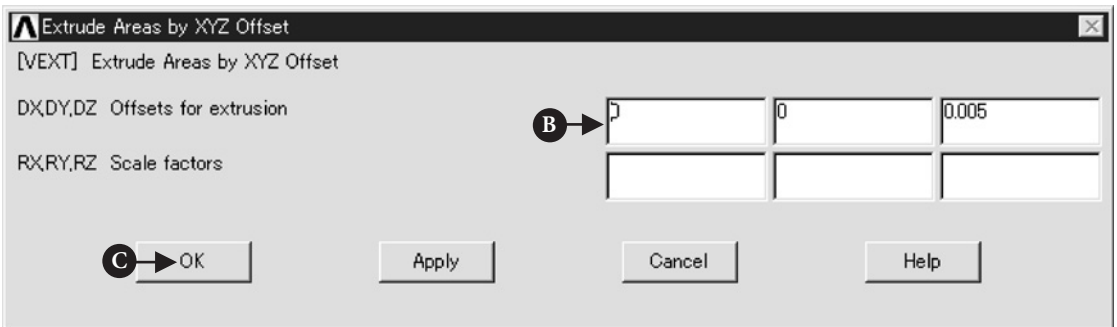 Extrude Areas by XYZ Offset
[VEXT] Extrude Areas by XYZ Offset
DX,DY,DZ Offsets for extrusion
B
0
0.005
RX,RY,RZ Scale factors
C
OK
Apply
Cancel
Help